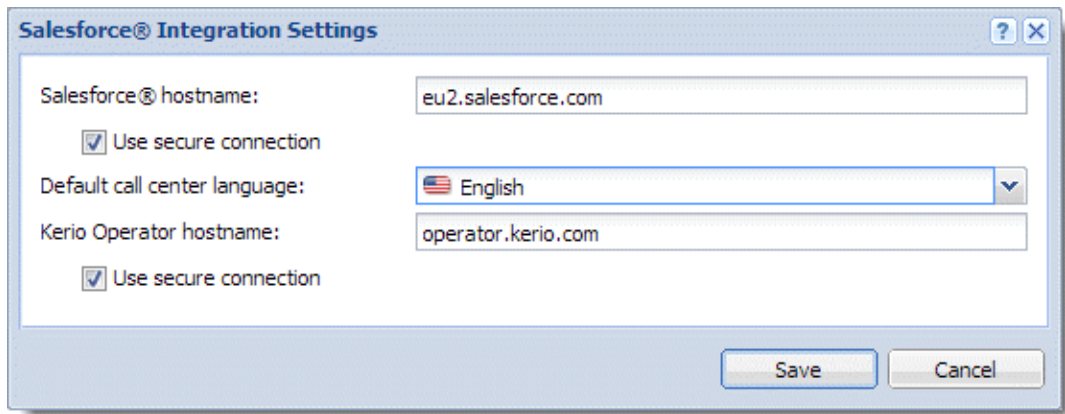 Salesforce® Integration Settings
?
Salesforce® hostname: eu2.salesforce.com
Use secure connection
Default call center language: English
Kerio Operator hostname: operator.kerio.com
Use secure connection
Save Cancel